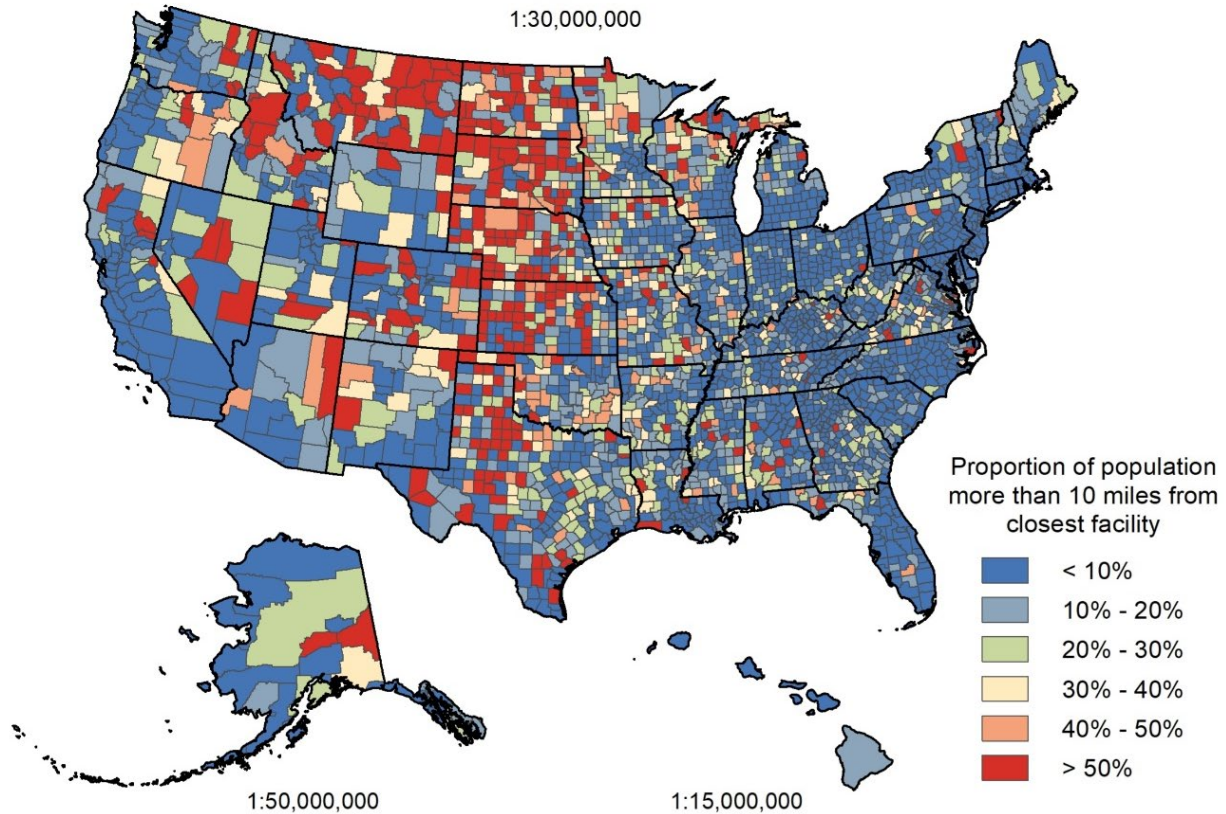 1:30,000,000
Proportion of population
more than 10 miles from
closest facility
< 10%
10% - 20%
20% - 30%
30% - 40%
40% - 50%
> 50%
1:50,000,000
1:15,000,000